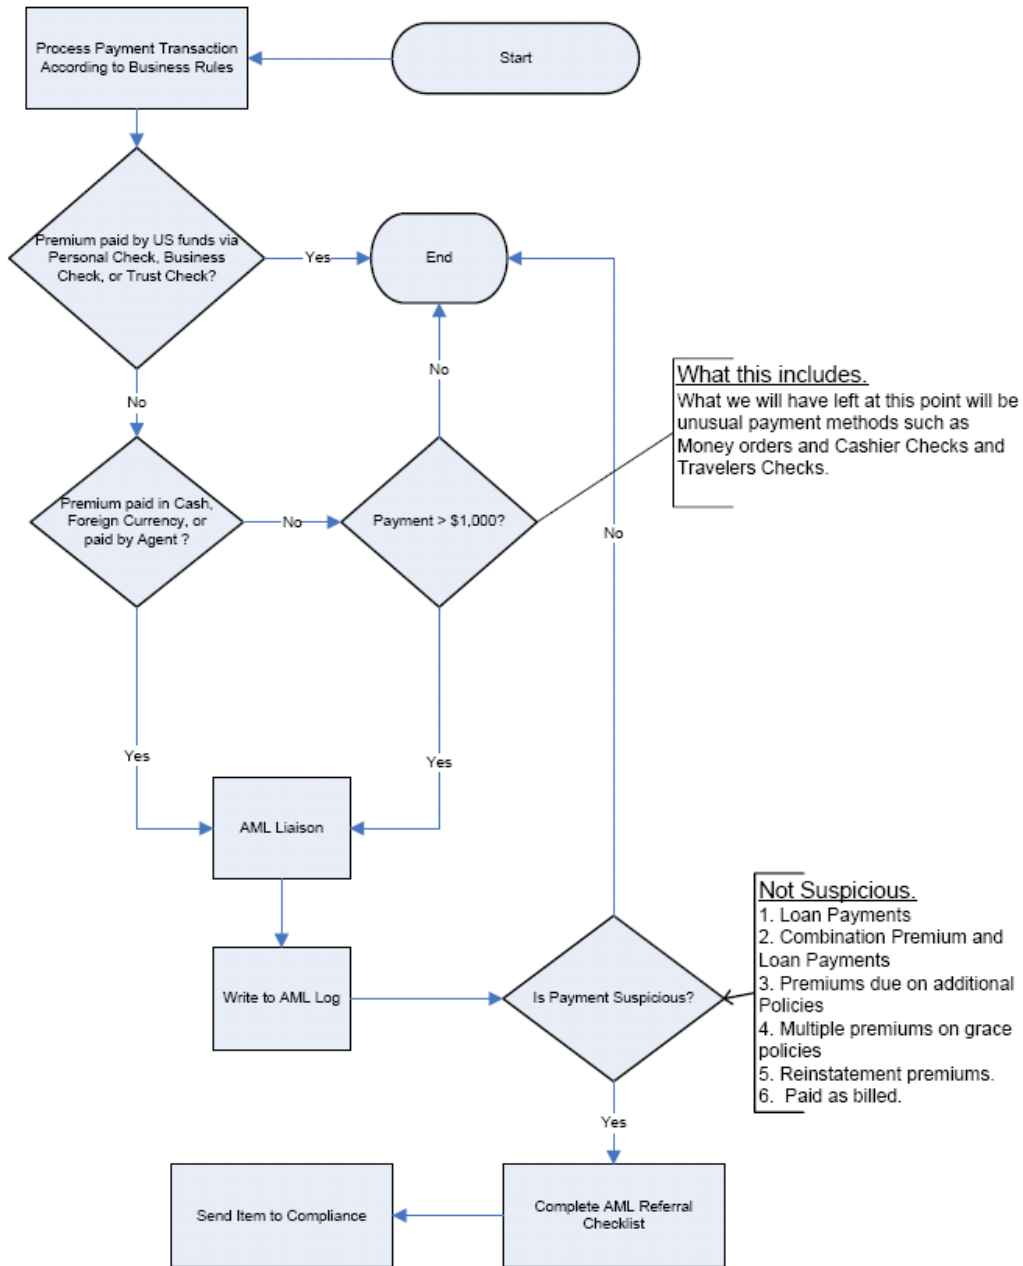 Process Payment Transaction
According to Business Rules
Start
Premium paid by US funds via
Personal Check, Business
Check, or Trust Check?
Yes
End
No
No
What this includes.
What we will have left at this point will be
unusual payment methods such as
Money orders and Cashier Checks and
Travelers Checks.
Premium paid in Cash,
Foreign Currency, or
paid by Agent ?
No
Payment > $1,000?
No
Yes
Yes
AML Liaison
Not Suspicious.
1. Loan Payments
2. Combination Premium and
Loan Payments
3. Premiums due on additional
Policies
4. Multiple premiums on grace
policies
5. Reinstatement premiums.
6.  Paid as billed.
Write to AML Log
Is Payment Suspicious?
Yes
Send Item to Compliance
Complete AML Referral
Checklist